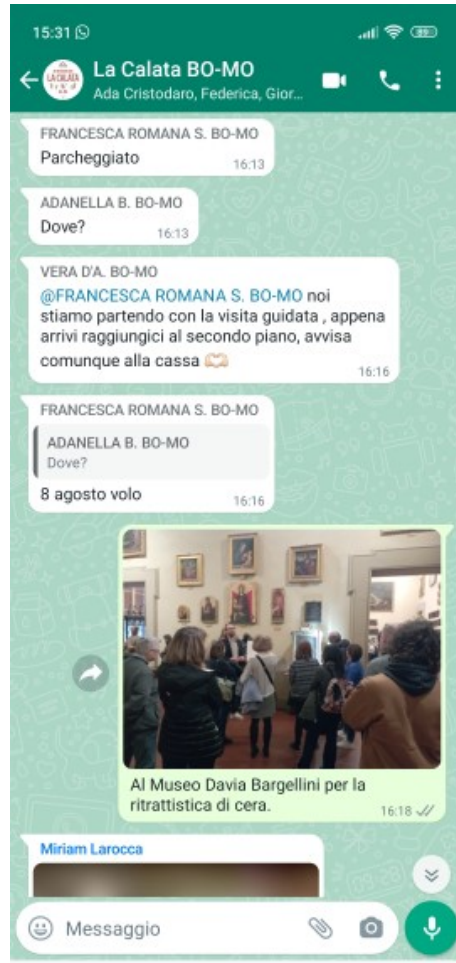 15:31
La Calata BO-MO
Ada Cristodaro, Federica, Gior...
FRANCESCA ROMANA S. BO-MO
Parcheggiato
16:13
ADANELLA B. BO-MO
Dove?
16:13
VERA D'A. BO-MO
@FRANCESCA ROMANA S. BO-MO noi
stiamo partendo con la visita guidata , appena
arrivi raggiungici al secondo piano, avvisa
comunque alla cassa 🫶🏻
16:16
FRANCESCA ROMANA S. BO-MO
ADANELLA B. BO-MO
Dove?
8 agosto volo
16:16
Al Museo Davia Bargellini per la
ritrattistica di cera.
16:18
Miriam Larocca
Messaggio